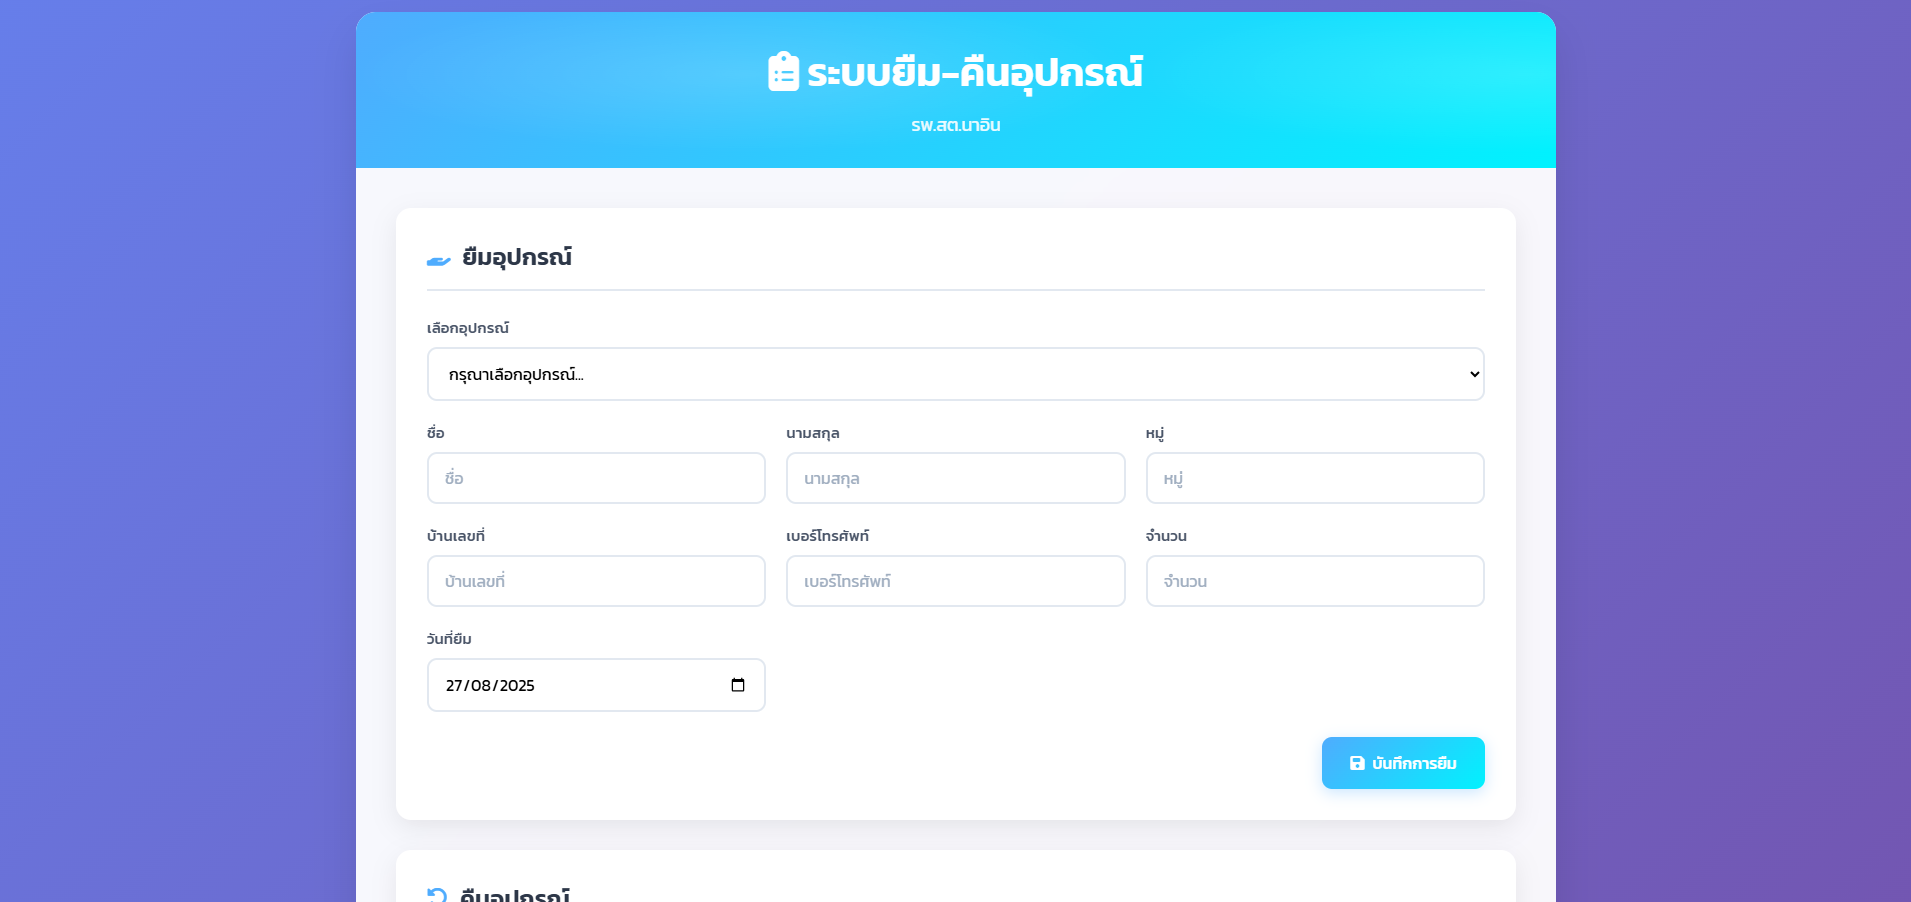 ระบบยืม-คืนอุปกรณ์
รพ.สต.นาอิน
ยืมอุปกรณ์
เลือกอุปกรณ์
กรุณาเลือกอุปกรณ์...
ชื่อ นามสกุล หมู่
ชื่อ นามสกุล หมู่
บ้านเลขที่ เบอร์โทรศัพท์ จำนวน
บ้านเลขที่ เบอร์โทรศัพท์ จำนวน
วันที่ยืม
27/08/2025
บันทึกการยืม
คืนอุปกรณ์